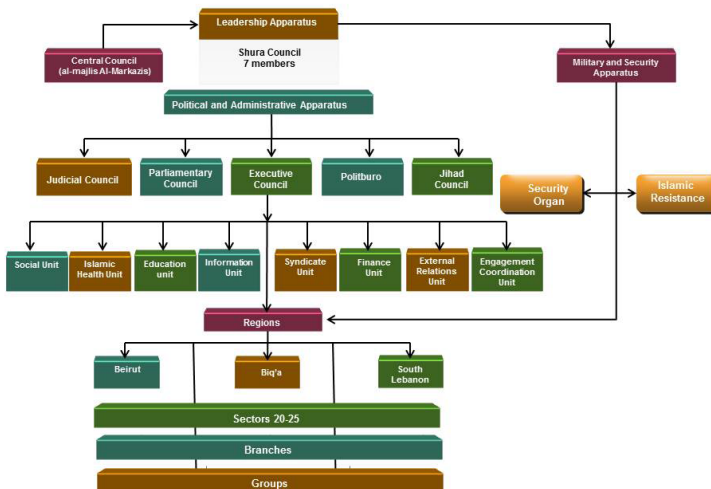 Leadership Apparatus
Shura Council
7 members
Central Council
(al-majlis Al-Markazis)
Military and Security
Apparatus
Political and Administrative Apparatus
Judicial Council
Parliamentary
Council
Executive
Council
Politburo
Jihad
Council
Security
Organ
Islamic
Resistance
Social Unit
Islamic
Health Unit
Education
unit
Information
Unit
Syndicate
Unit
Finance
Unit
External
Relations
Unit
Engagement
Coordination
Unit
Regions
Beirut
Biq'a
South
Lebanon
Sectors 20-25
Branches
Groups